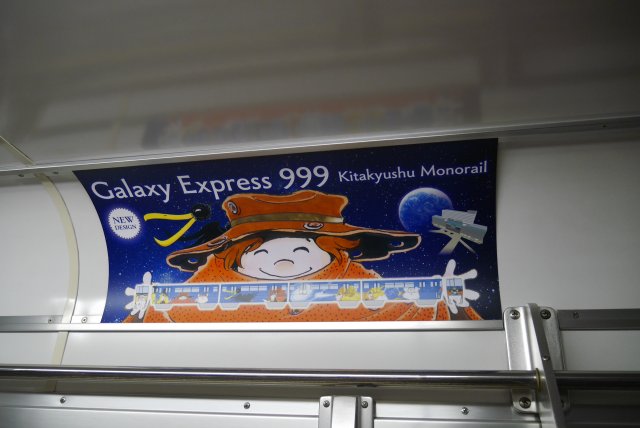 Galaxy Express 999 Kitakyushu Monorail
NEW
DESIGN